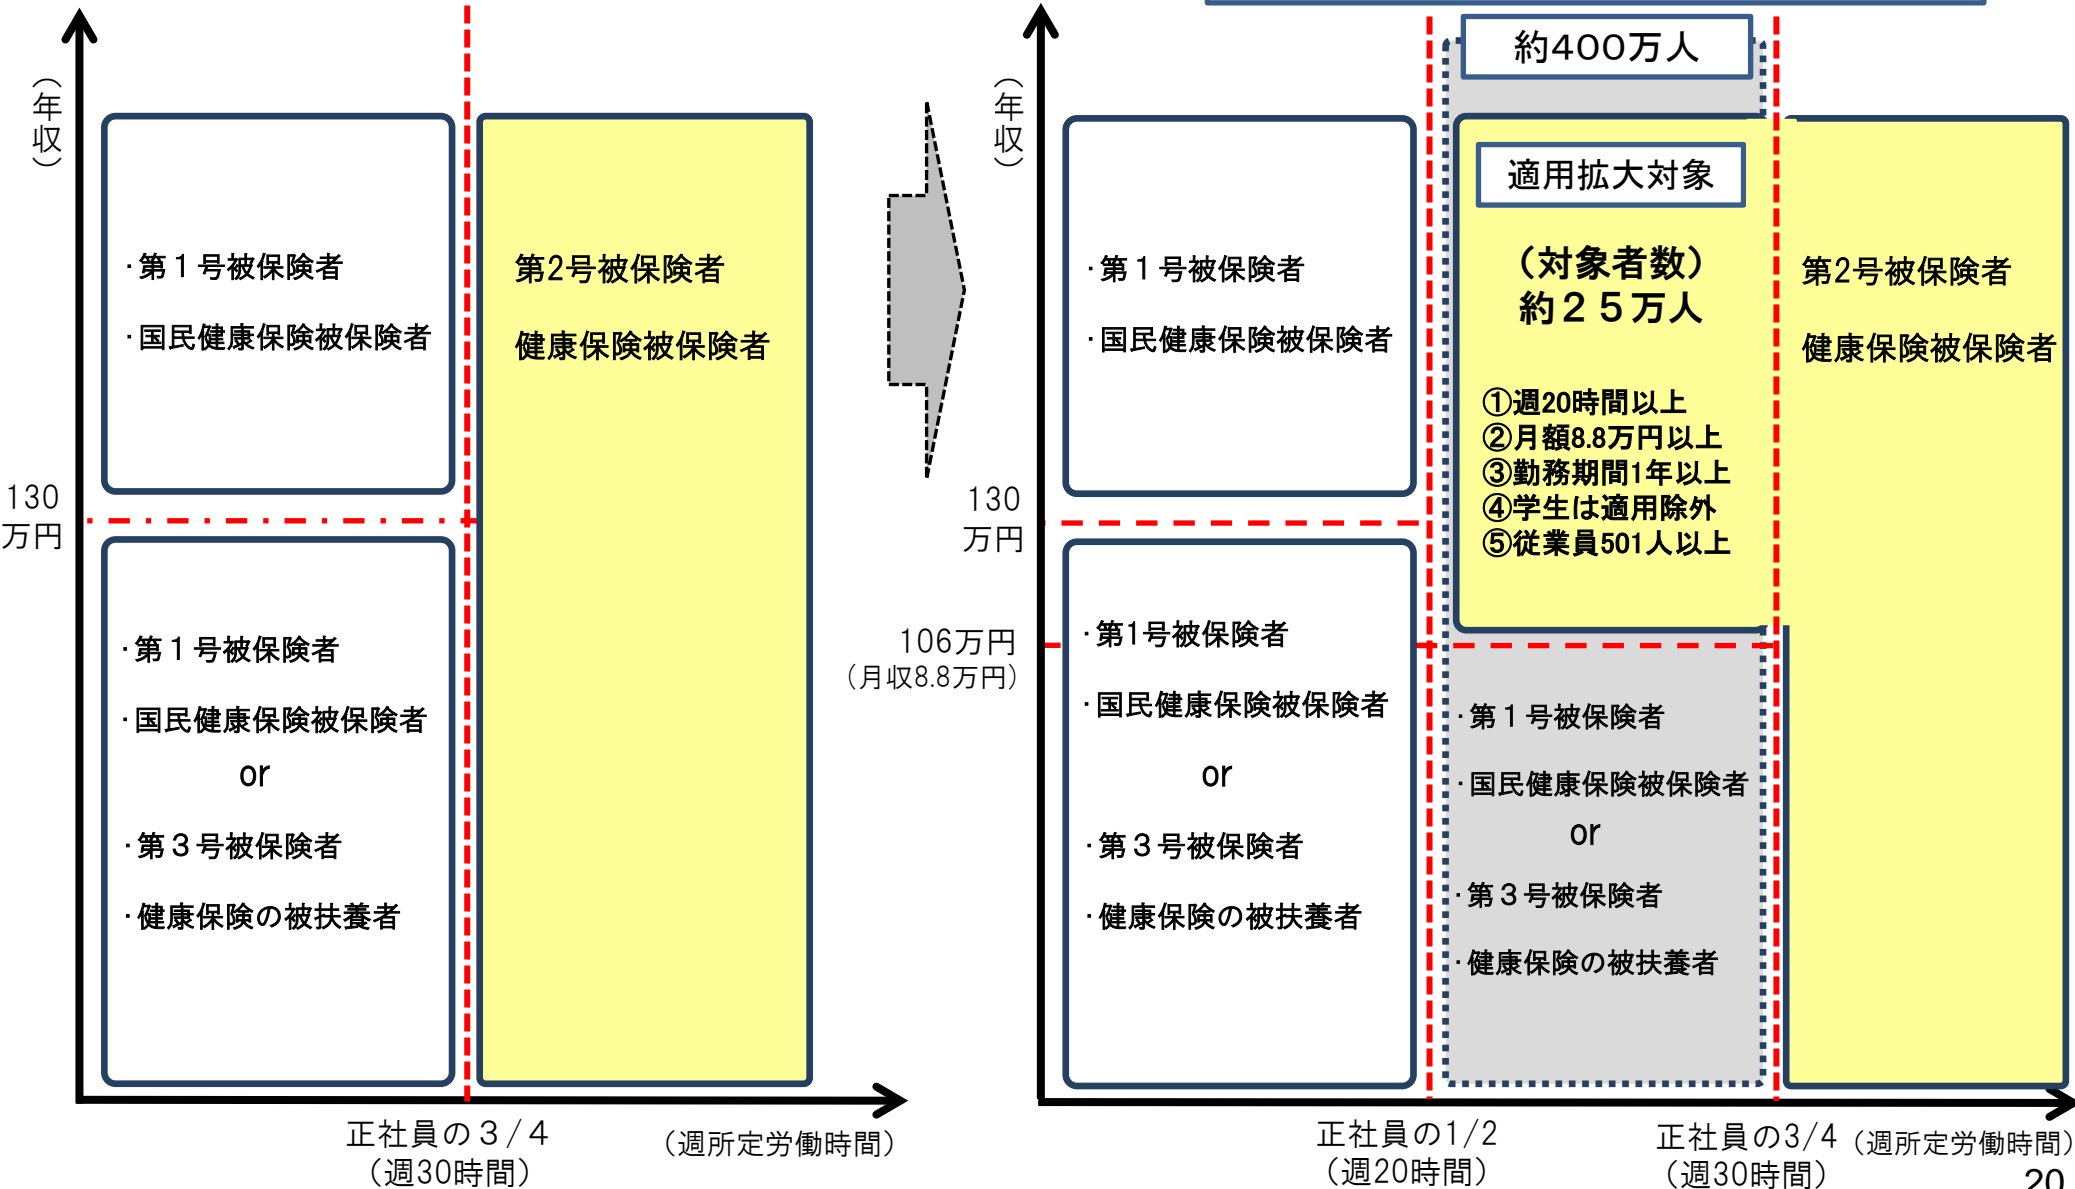 （年収）
・第１号被保険者
・国民健康保険被保険者
第2号被保険者
健康保険被保険者
130
万円
・第１号被保険者
・国民健康保険被保険者
or
・第３号被保険者
・健康保険の被扶養者
正社員の３/４
（週30時間）
（週所定労働時間）
（年収）
約400万人
適用拡大対象
（対象者数）
約２５万人
①週20時間以上
②月額8.8万円以上
③勤務期間1年以上
④学生は適用除外
⑤従業員501人以上
・第１号被保険者
・国民健康保険被保険者
第2号被保険者
健康保険被保険者
130
万円
106万円
（月収8.8万円）
・第1号被保険者
・国民健康保険被保険者
or
・第３号被保険者
・健康保険の被扶養者
・第１号被保険者
・国民健康保険被保険者
or
・第３号被保険者
・健康保険の被扶養者
正社員の1/2
（週20時間）
正社員の3/4
（週30時間）
（週所定労働時間）
20